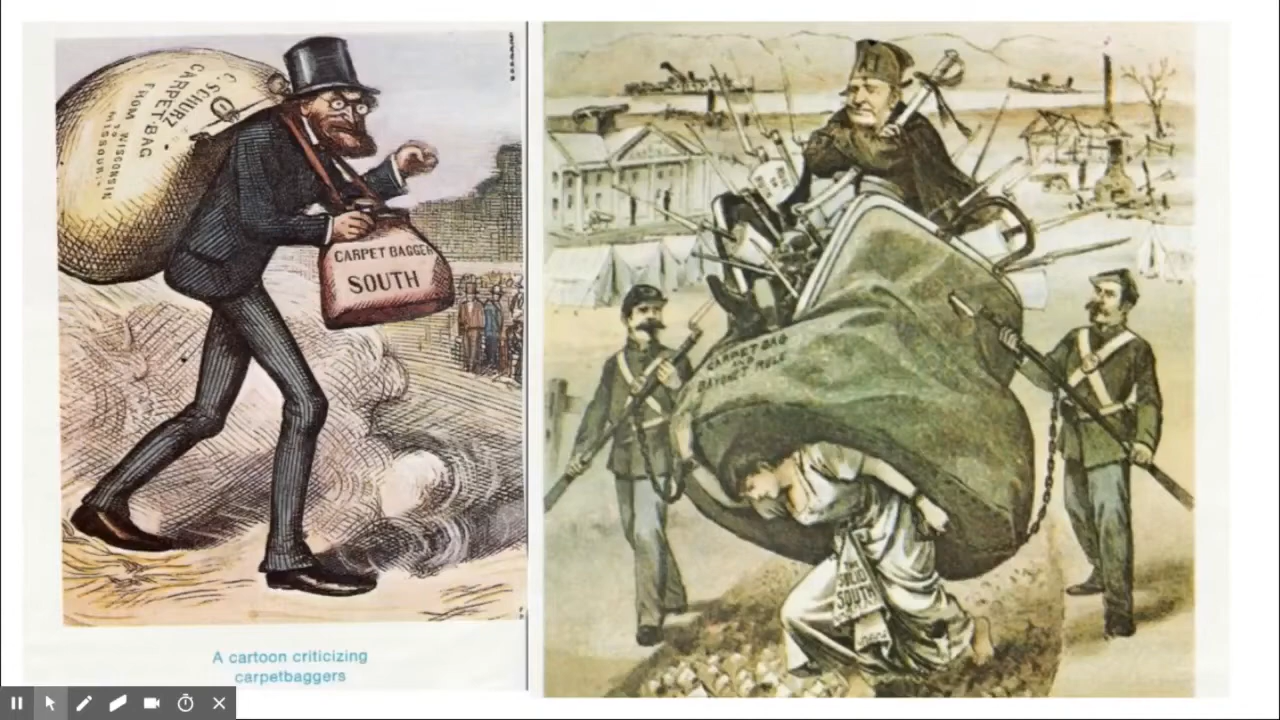 C. SCHURZ
CARPET BAG
FROM WISCONSIN
TO
MISSOURI.
CARPET BAGGER
SOUTH
A cartoon criticizing
carpetbaggers
CARPET BAG
AND
BAYONET RULE
U S
THE
SOLID
SOUTH